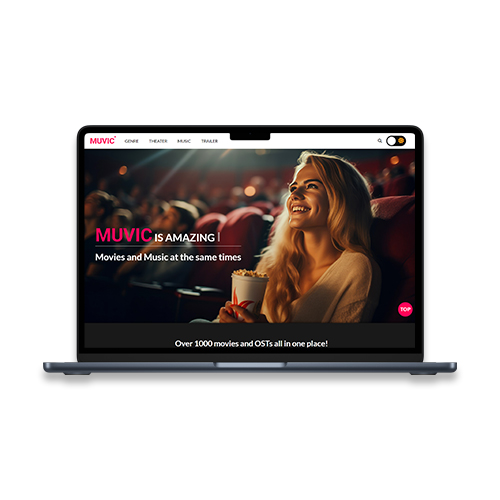 MUVIC GENRE THEATER MUSIC TRAILER
MUVIC IS AMAZING |
Movies and Music at the same times
TOP
Over 1000 movies and OSTs all in one place!